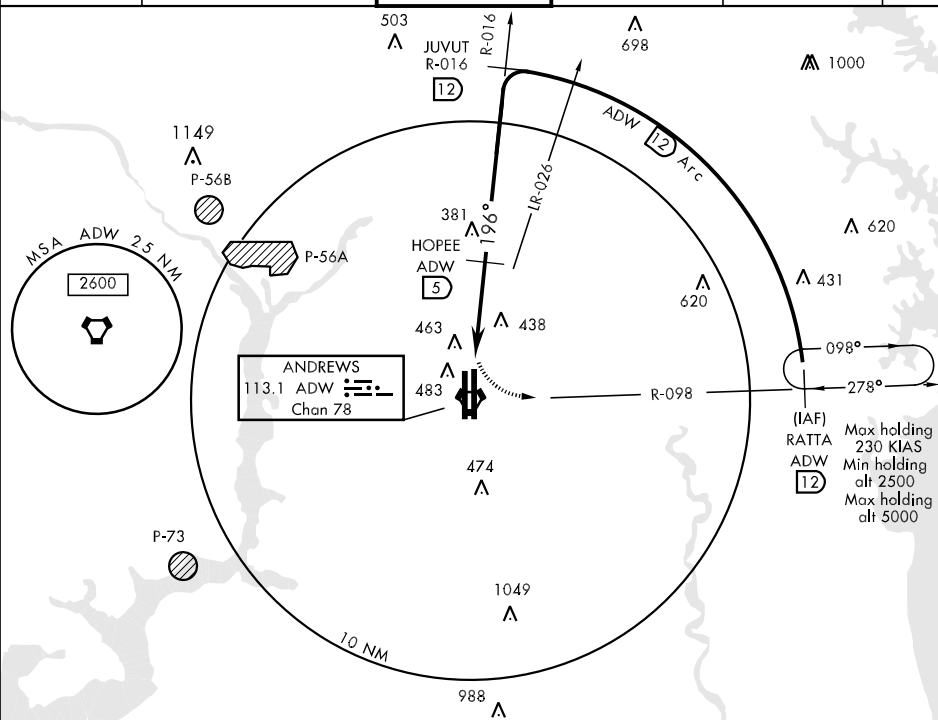 503
JUVUT
R-016
12
R-016
698
1000
ADW 12 Arc
1149
P-56B
LR-026
381
196°
P-56A
HOPEE
ADW
5
620
431
620
MSA ADW 25 NM
2600
463
438
098°
278°
ANDREWS
113.1 ADW
Chan 78
483
R-098
(IAF)
RATTA
ADW
12
Max holding
230 KIAS
Min holding
alt 2500
Max holding
alt 5000
474
P-73
1049
10 NM
988